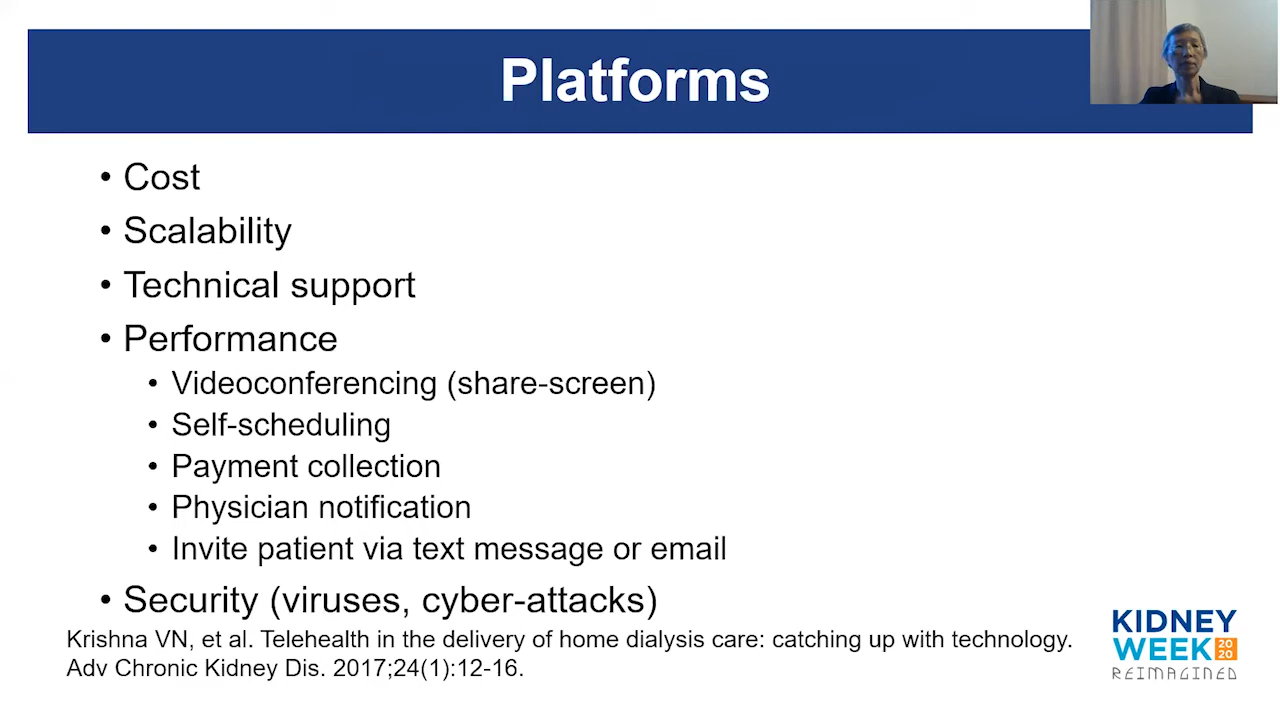 Platforms
• Cost
• Scalability
• Technical support
• Performance
• Videoconferencing (share-screen)
• Self-scheduling
• Payment collection
• Physician notification
• Invite patient via text message or email
• Security (viruses, cyber-attacks)
Krishna VN, et al. Telehealth in the delivery of home dialysis care: catching up with technology.
Adv Chronic Kidney Dis. 2017;24(1):12-16.
KIDNEY
WEEK 2020
REIMAGINED